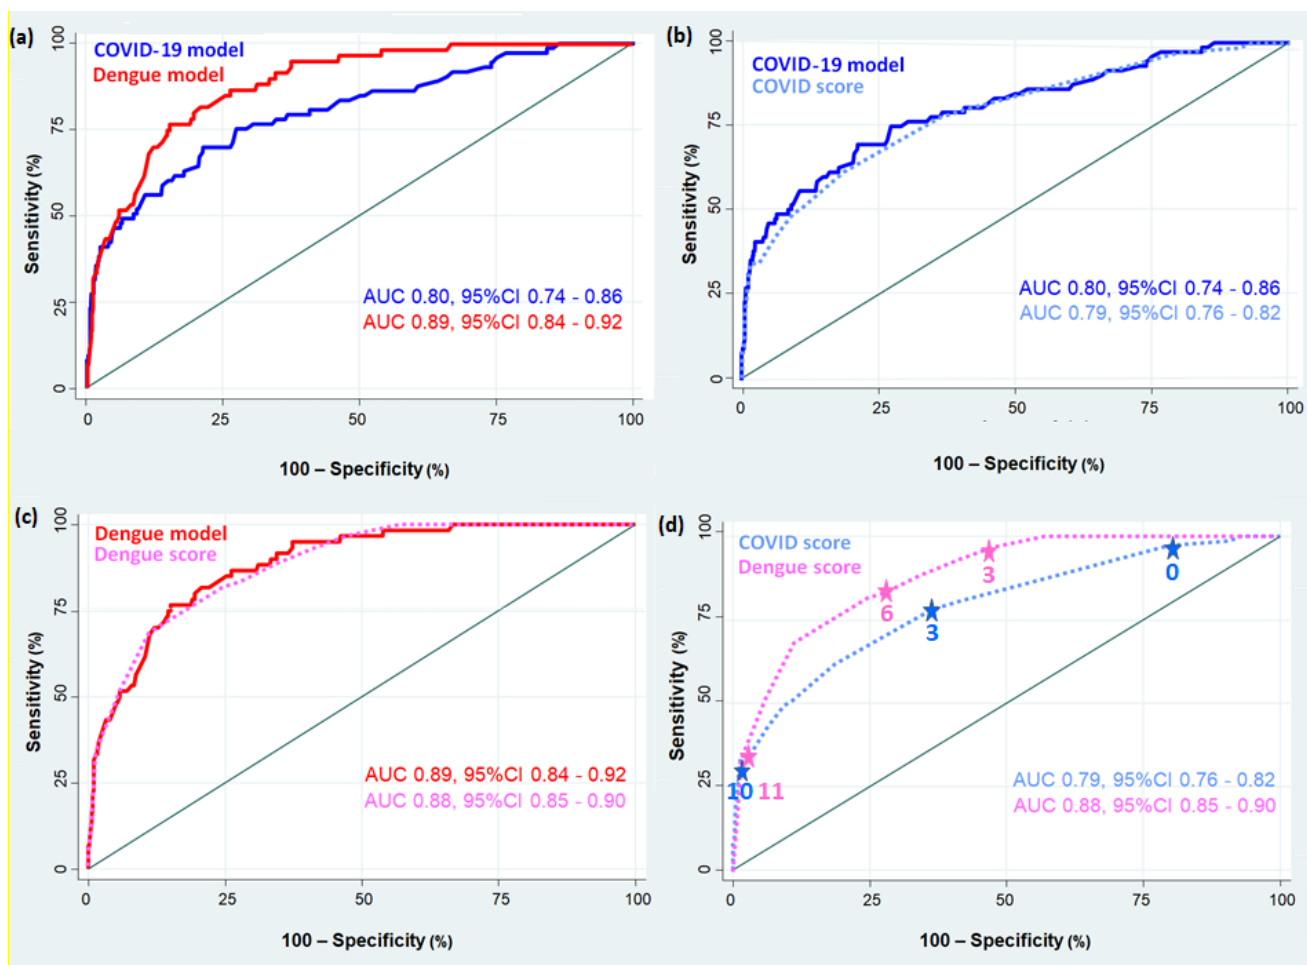 (a)
COVID-19 model
Dengue model
Sensitivity (%)
100
75
50
25
0
AUC 0.80, 95%CI 0.74 - 0.86
AUC 0.89, 95%CI 0.84 - 0.92
0 25 50 75 100
100 – Specificity (%)
(b)
COVID-19 model
COVID score
Sensitivity (%)
100
75
50
25
0
AUC 0.80, 95%CI 0.74 - 0.86
AUC 0.79, 95%CI 0.76 - 0.82
0 25 50 75 100
100 – Specificity (%)
(c)
Dengue model
Dengue score
Sensitivity (%)
100
75
50
25
0
AUC 0.89, 95%CI 0.84 - 0.92
AUC 0.88, 95%CI 0.85 - 0.90
0 25 50 75 100
100 – Specificity (%)
(d)
COVID score
Dengue score
Sensitivity (%)
100
75
50
25
0
3
0
6
3
10 11
AUC 0.79, 95%CI 0.76 - 0.82
AUC 0.88, 95%CI 0.85 - 0.90
0 25 50 75 100
100 – Specificity (%)